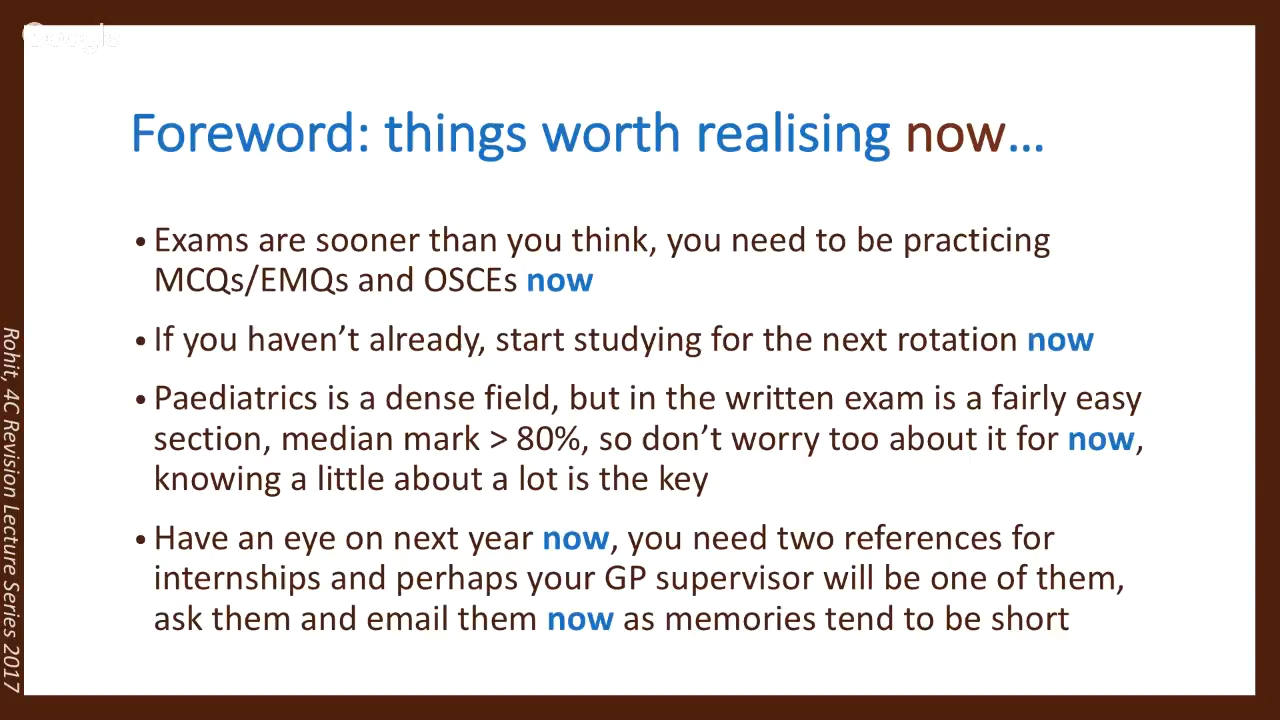 Foreword: things worth realising now...
• Exams are sooner than you think, you need to be practicing
MCQs/EMQs and OSCEs now
• If you haven’t already, start studying for the next rotation now
• Paediatrics is a dense field, but in the written exam is a fairly easy
section, median mark > 80%, so don’t worry too about it for now,
knowing a little about a lot is the key
• Have an eye on next year now, you need two references for
internships and perhaps your GP supervisor will be one of them,
ask them and email them now as memories tend to be short
Rohit, 4C Revision Lecture Series 2017